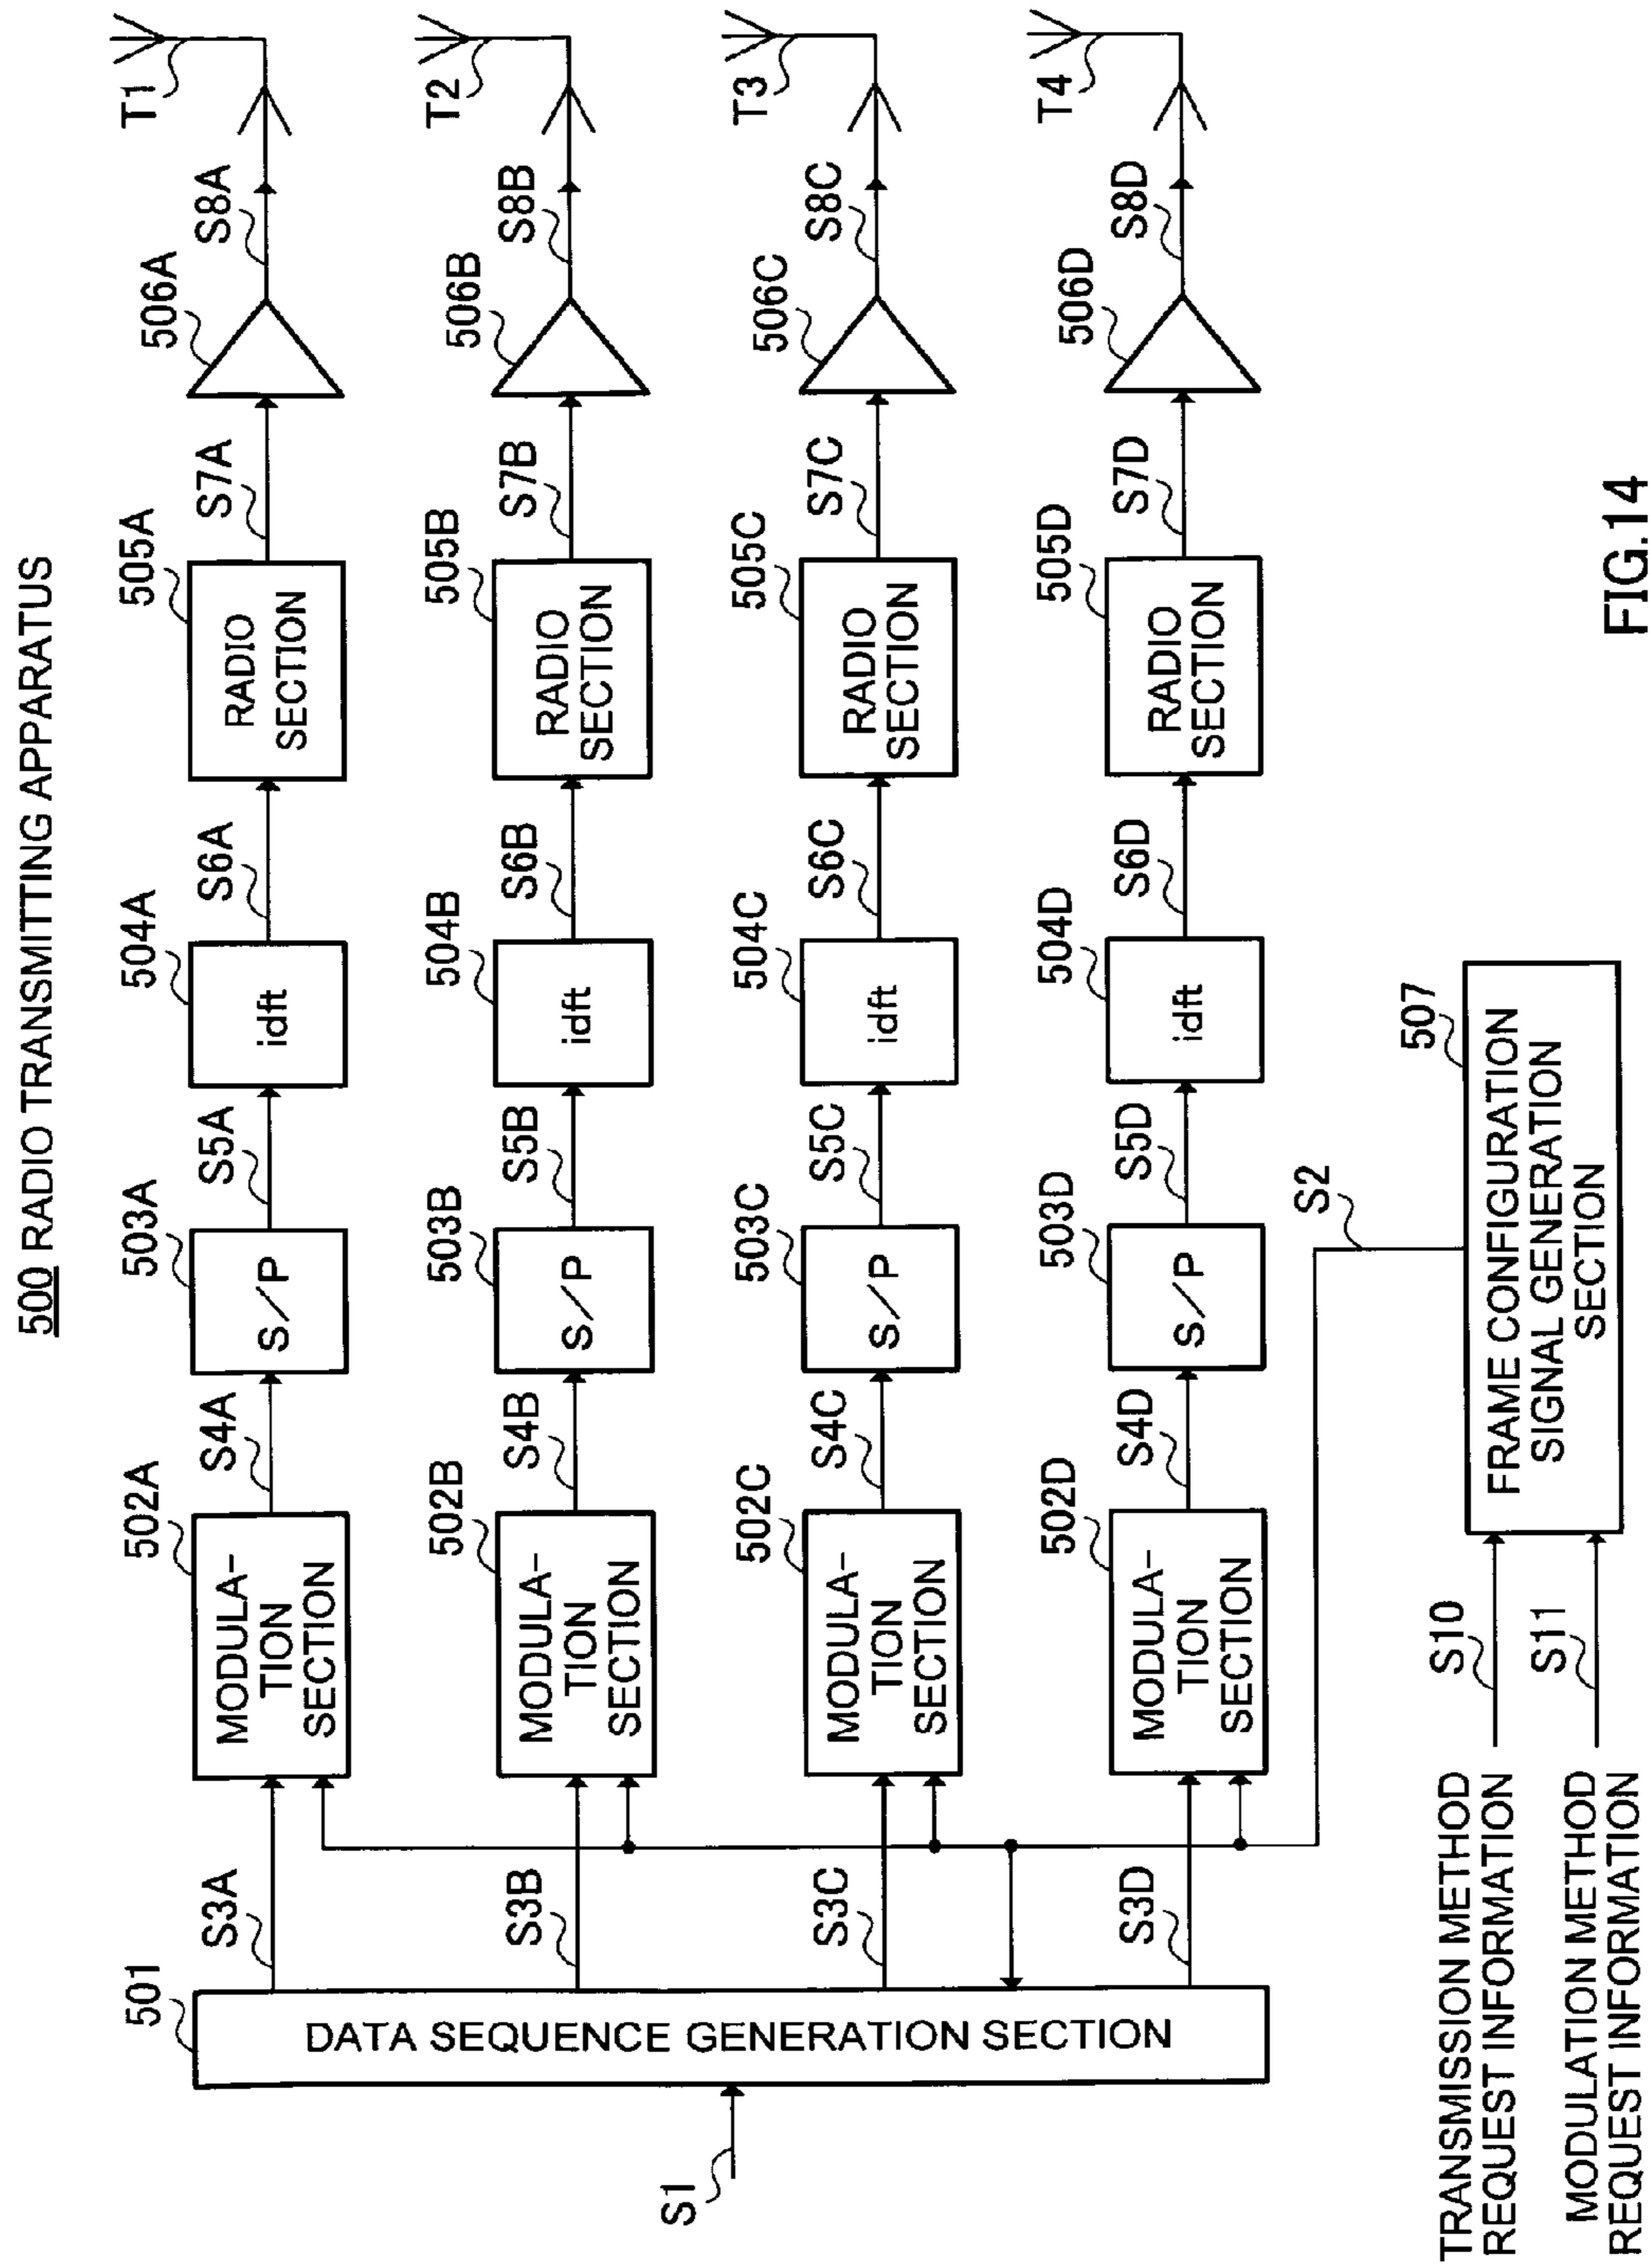 500 RADIO TRANSMITTING APPARATUS
S1
501
DATA SEQUENCE GENERATION SECTION
S3A
502A
MODULA-
TION
SECTION
S4A
503A
S/P
S5A
504A
idft
S6A
505A
RADIO
SECTION
S7A
506A
S8A
T1
S3B
502B
MODULA-
TION
SECTION
S4B
503B
S/P
S5B
504B
idft
S6B
505B
RADIO
SECTION
S7B
506B
S8B
T2
S3C
502C
MODULA-
TION
SECTION
S4C
503C
S/P
S5C
504C
idft
S6C
505C
RADIO
SECTION
S7C
506C
S8C
T3
S3D
502D
MODULA-
TION
SECTION
S4D
503D
S/P
S5D
504D
idft
S6D
505D
RADIO
SECTION
S7D
506D
S8D
T4
S2
507
FRAME CONFIGURATION
SIGNAL GENERATION
SECTION
TRANSMISSION METHOD
REQUEST INFORMATION
S10
MODULATION METHOD
REQUEST INFORMATION
S11
FIG.14